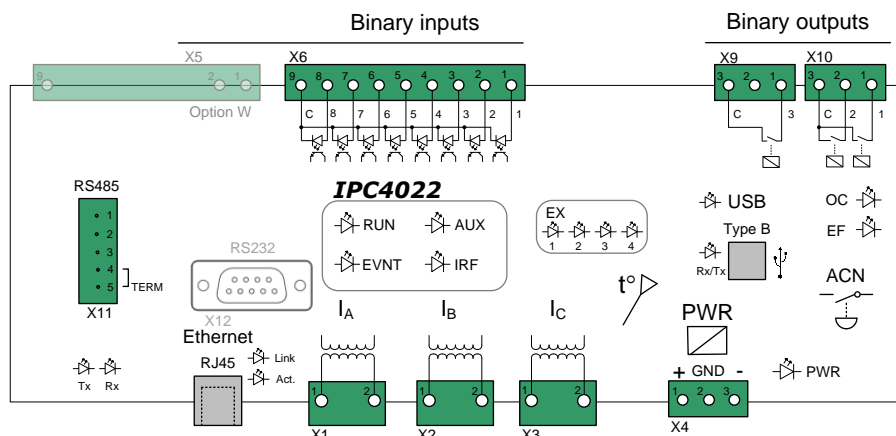 Binary inputs
Binary outputs
X5
X6
X9
X10
9 2 1
9 8 7 6 5 4 3 2 1
3 2 1
3 2 1
Option W
C 8 7 6 5 4 3 2 1
C 3
C 2 1
RS485
1
2
3
4
5
TERM
X11
IPC4022
RUN
AUX
EVNT
IRF
EX
1 2 3 4
USB
Type B
Rx/Tx
OC
EF
RS232
X12
t°
ACN
IA
IB
IC
PWR
Ethernet
RJ45
Link
Act.
Tx
Rx
+ GND -
PWR
1 2
1 2
1 2
1 2 3
X1
X2
X3
X4